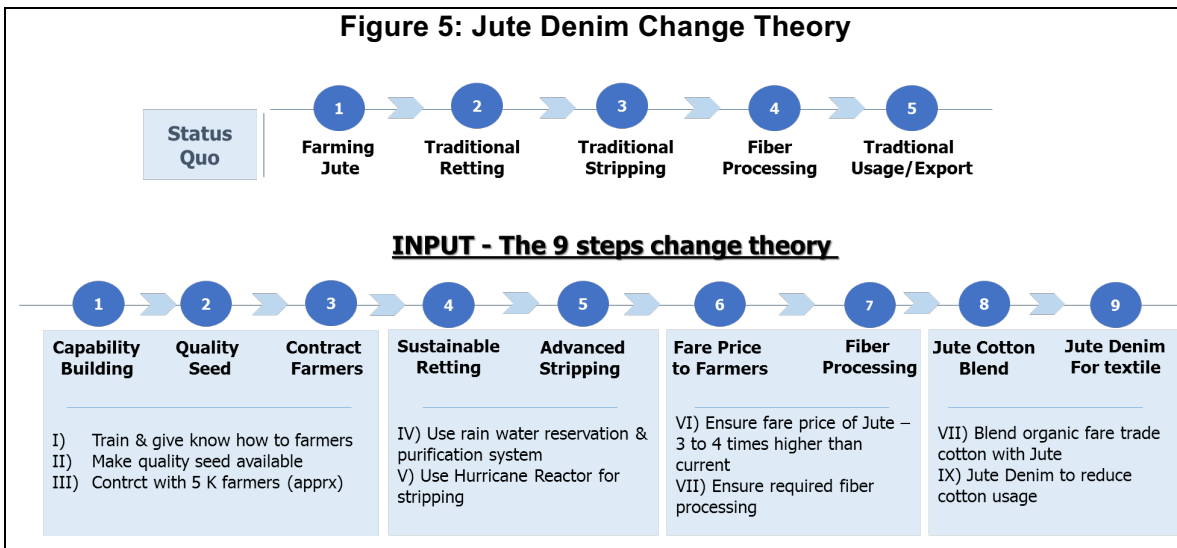 Figure 5: Jute Denim Change Theory
Status
Quo
1
2
3
4
5
Farming
Jute
Traditional
Retting
Traditional
Stripping
Fiber
Processing
Tradtional
Usage/Export
INPUT - The 9 steps change theory
1
2
3
4
5
6
7
8
9
Capability
Building
Quality
Seed
Contract
Farmers
I) Train & give know how to farmers
II) Make quality seed available
III) Contrct with 5 K farmers (apprx)
Sustainable
Retting
Advanced
Stripping
IV) Use rain water reservation &
purification system
V) Use Hurricane Reactor for
stripping
Fare Price
to Farmers
Fiber
Processing
VI) Ensure fare price of Jute –
3 to 4 times higher than
current
VII) Ensure required fiber
processing
Jute Cotton
Blend
Jute Denim
For textile
VII) Blend organic fare trade
cotton with Jute
IX) Jute Denim to reduce
cotton usage